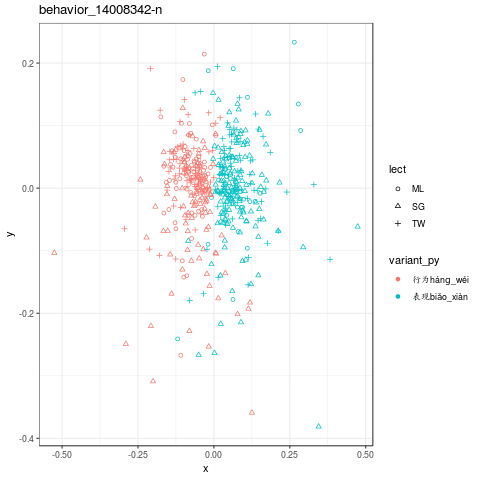 behavior_14008342-n
0.2
0.0
-0.2
-0.4
y
-0.50
-0.25
0.00
0.25
0.50
x
lect
ML
SG
TW
variant_py
行为háng_wéi
表现biǎo_xiàn